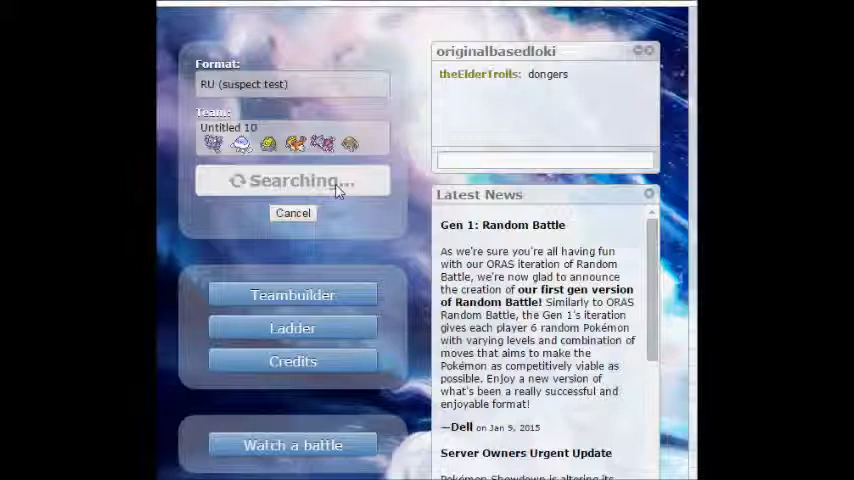 Format:
RU (suspect test)
Team:
Untitled 10
Searching...
Cancel
Teambuilder
Ladder
Credits
Watch a battle
originalbasedloki
theElderTrolls: dongers
Latest News
Gen 1: Random Battle
As we're sure you're all having fun
with our ORAS iteration of Random
Battle, we're now glad to announce
the creation of our first gen version
of Random Battle! Similarly to ORAS
Random Battle, the Gen 1's iteration
gives each player 6 random Pokémon
with varying levels and combination of
moves that aims to make the
Pokémon as competitively viable as
possible. Enjoy a new version of
what's been a really successful and
enjoyable format!
—Dell on Jan 9, 2015
Server Owners Urgent Update
Pokémon Showdown is altering its